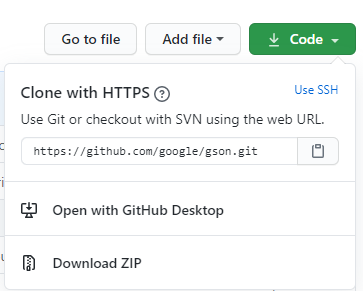 Go to file Add file Code
Clone with HTTPS Use SSH
Use Git or checkout with SVN using the web URL.
https://github.com/google/gson.git
Open with GitHub Desktop
Download ZIP